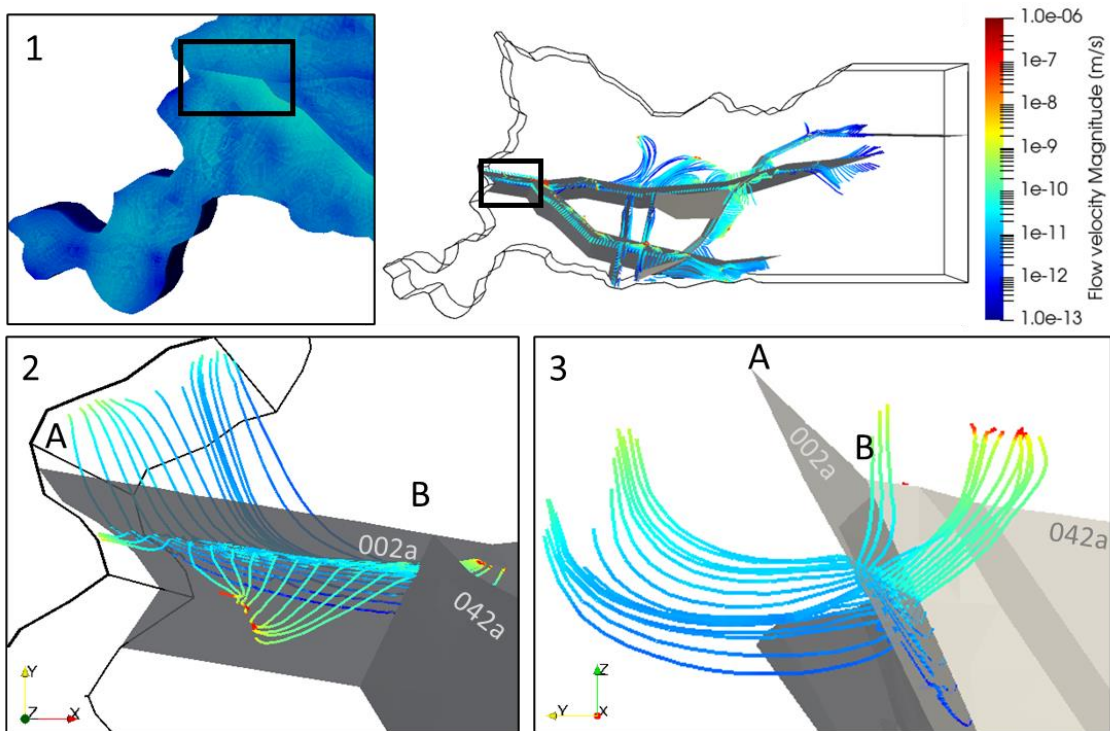 1
1.0e-06
1e-7
1e-8
1e-9
1e-10
1e-11
1e-12
1.0e-13
Flow velocity Magnitude (m/s)
2
A
B
002a
042a
Y
Z
X
3
A
002a
B
042a
Z
Y
X